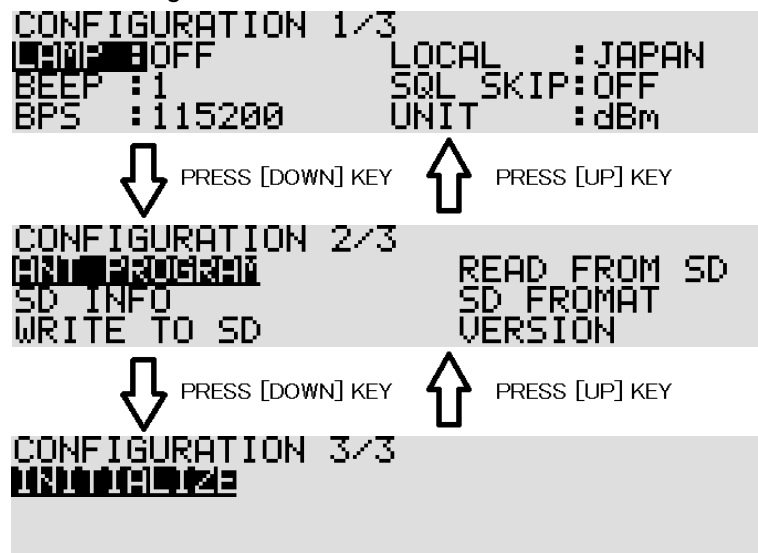 CONFIGURATION 1/3
LAMP :OFF LOCAL :JAPAN
BEEP :1 SQL SKIP:OFF
BPS :115200 UNIT :dBm
PRESS [DOWN] KEY PRESS [UP] KEY
CONFIGURATION 2/3
ANT PROGRAM READ FROM SD
SD INFO SD FROMAT
WRITE TO SD VERSION
PRESS [DOWN] KEY PRESS [UP] KEY
CONFIGURATION 3/3
INITIALIZE